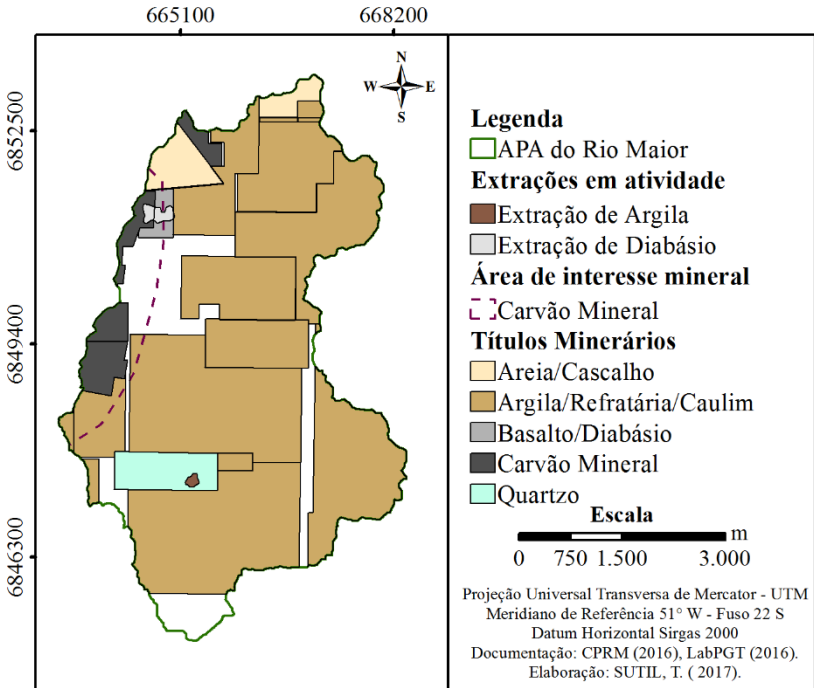 665100 668200
6852500
6849400
6846300
N
W E
S
Legenda
APA do Rio Maior
Extrações em atividade
Extração de Argila
Extração de Diabásio
Área de interesse mineral
Carvão Mineral
Títulos Minerários
Areia/Cascalho
Argila/Refratária/Caulim
Basalto/Diabásio
Carvão Mineral
Quartzo
Escala
m
0 750 1.500 3.000
Projeção Universal Transversa de Mercator - UTM
Meridiano de Referência 51° W - Fuso 22 S
Datum Horizontal Sirgas 2000
Documentação: CPRM (2016), LabPGT (2016).
Elaboração: SUTIL, T. ( 2017).